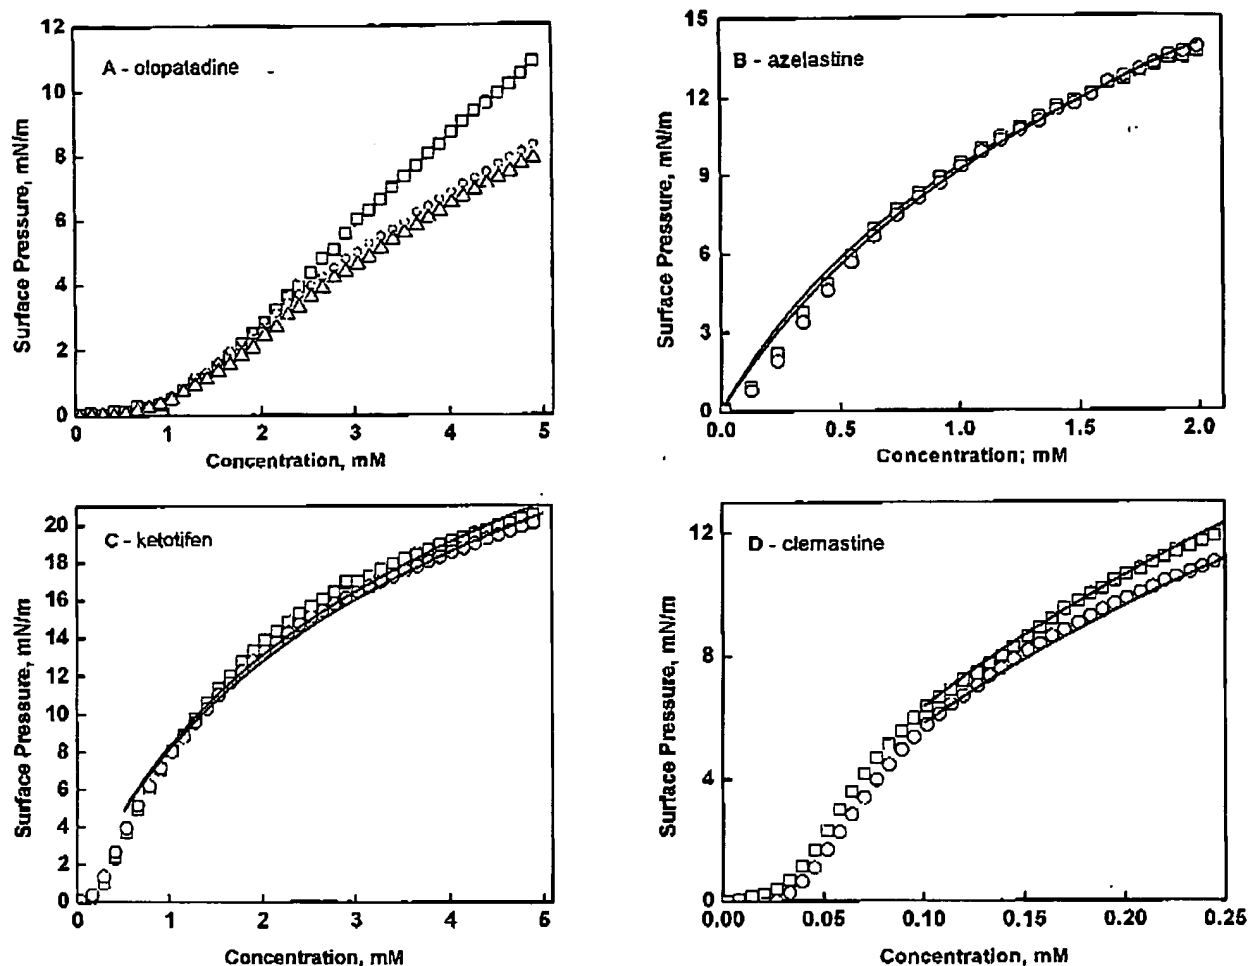 12
10
8
6
4
2
0
A - olopatadine
Surface Pressure, mN/m
0 1 2 3 4 5
Concentration, mM
15
12
9
6
3
0
B - azelastine
Surface Pressure, mN/m
0.0 0.5 1.0 1.5 2.0
Concentration; mM
20
18
16
14
12
10
8
6
4
2
0
C - ketotifen
Surface Pressure, mN/m
0 1 2 3 4 5
Concentration, mM
12
8
4
0
D - clemastine
Surface Pressure, mN/m
0.00 0.05 0.10 0.15 0.20 0.25
Concentration, mM